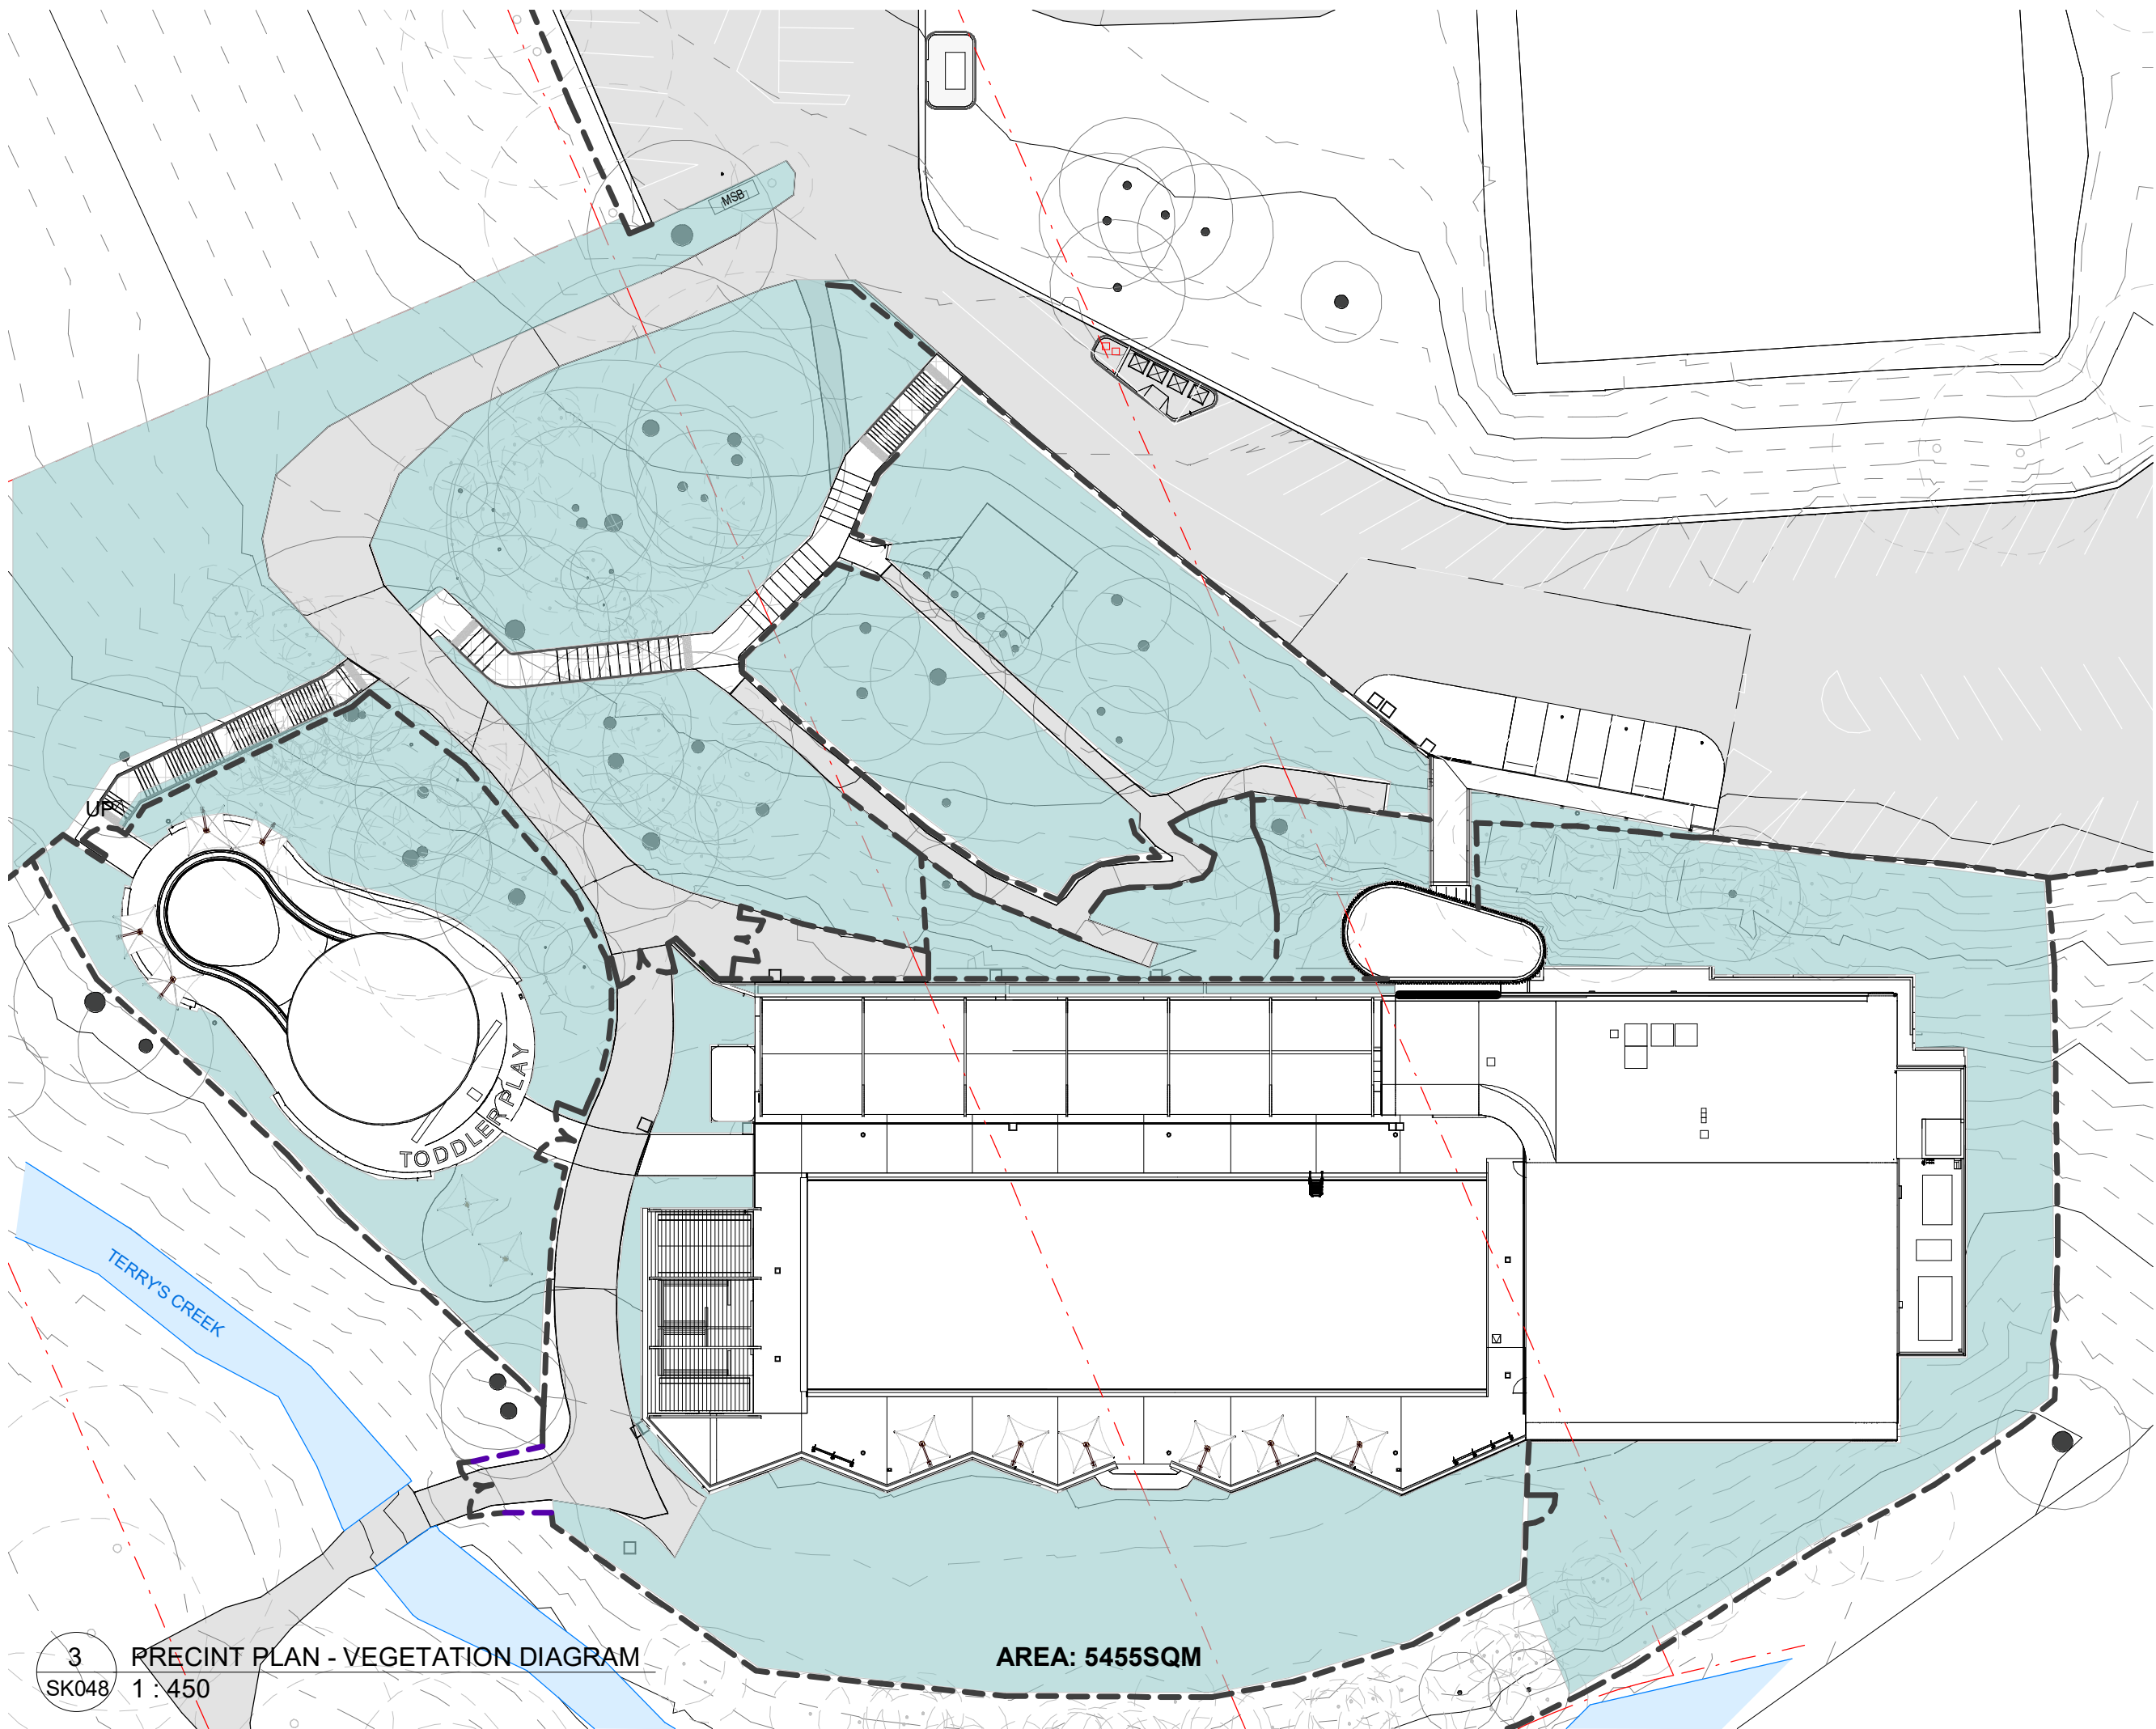 MSB
UP
TODDLER PLAY
TERRY'S CREEK
3 PRECINT PLAN - VEGETATION DIAGRAM
SK048 1 : 450
AREA: 5455SQM